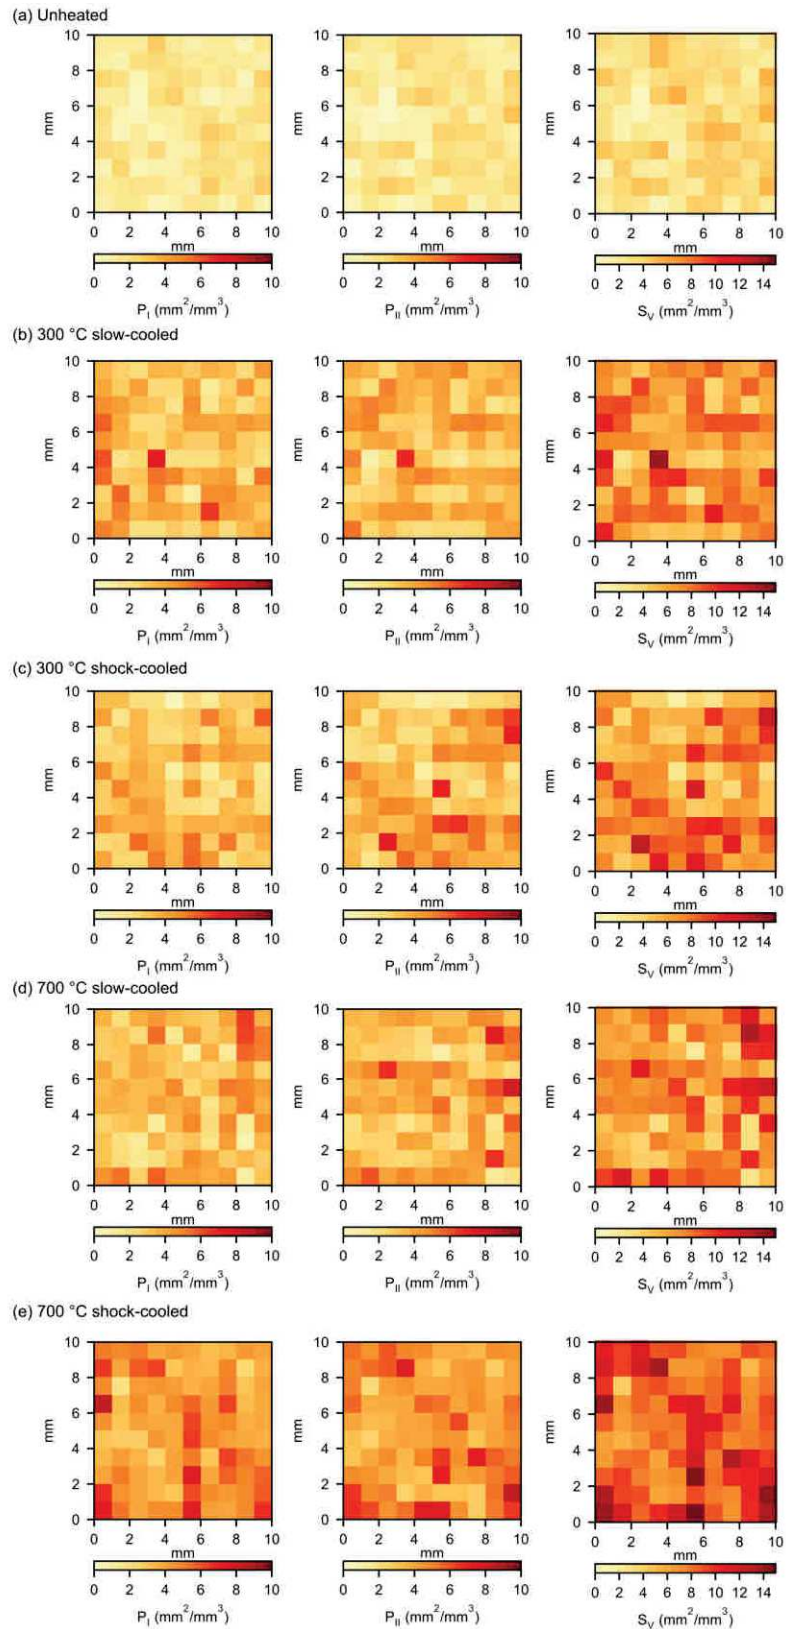 (a) Unheated
10 10 10
8 8 8
6 6 6
mm mm mm
4 4 4
2 2 2
0 0 0
0 2 4 6 8 10 0 2 4 6 8 10 0 2 4 6 8 10
mm mm mm
0 2 4 6 8 10 0 2 4 6 8 10 0 2 4 6 8 10 12 14
P_I (mm²/mm³) P_II (mm²/mm³) S_V (mm²/mm³)
(b) 300 °C slow-cooled
10 10 10
8 8 8
6 6 6
mm mm mm
4 4 4
2 2 2
0 0 0
0 2 4 6 8 10 0 2 4 6 8 10 0 2 4 6 8 10
mm mm mm
0 2 4 6 8 10 0 2 4 6 8 10 0 2 4 6 8 10 12 14
P_I (mm²/mm³) P_II (mm²/mm³) S_V (mm²/mm³)
(c) 300 °C shock-cooled
10 10 10
8 8 8
6 6 6
mm mm mm
4 4 4
2 2 2
0 0 0
0 2 4 6 8 10 0 2 4 6 8 10 0 2 4 6 8 10
mm mm mm
0 2 4 6 8 10 0 2 4 6 8 10 0 2 4 6 8 10 12 14
P_I (mm²/mm³) P_II (mm²/mm³) S_V (mm²/mm³)
(d) 700 °C slow-cooled
10 10 10
8 8 8
6 6 6
mm mm mm
4 4 4
2 2 2
0 0 0
0 2 4 6 8 10 0 2 4 6 8 10 0 2 4 6 8 10
mm mm mm
0 2 4 6 8 10 0 2 4 6 8 10 0 2 4 6 8 10 12 14
P_I (mm²/mm³) P_II (mm²/mm³) S_V (mm²/mm³)
(e) 700 °C shock-cooled
10 10 10
8 8 8
6 6 6
mm mm mm
4 4 4
2 2 2
0 0 0
0 2 4 6 8 10 0 2 4 6 8 10 0 2 4 6 8 10
mm mm mm
0 2 4 6 8 10 0 2 4 6 8 10 0 2 4 6 8 10 12 14
P_I (mm²/mm³) P_II (mm²/mm³) S_V (mm²/mm³)